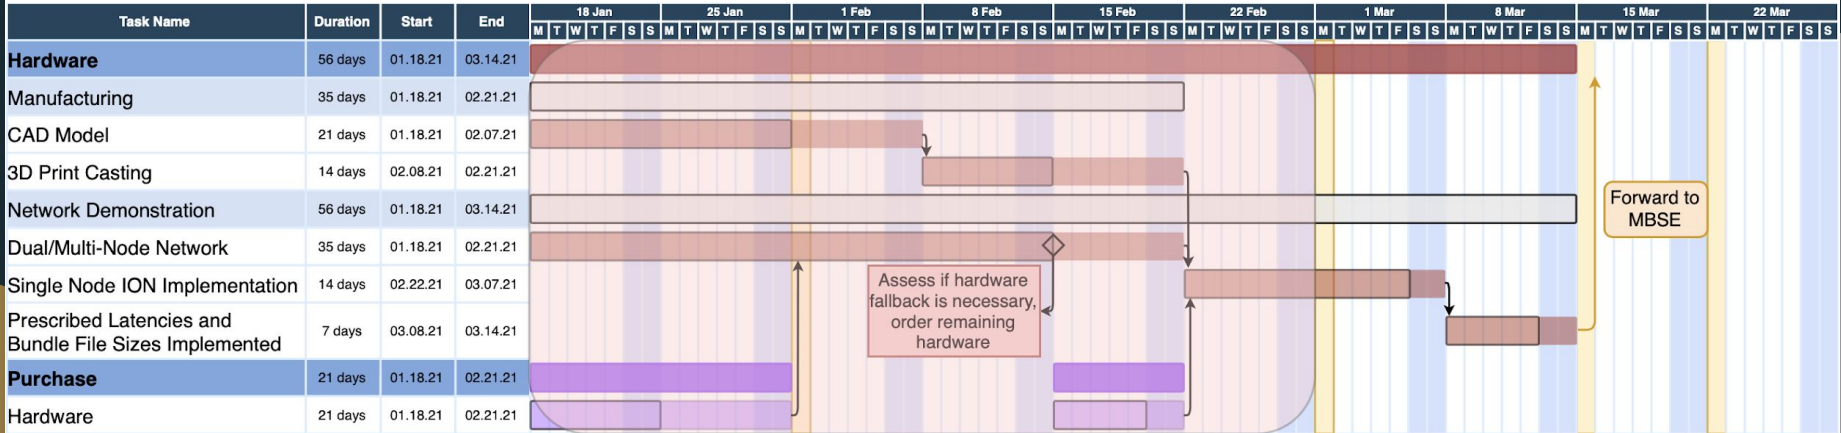 Task Name Duration Start End 18 Jan 25 Jan 1 Feb 8 Feb 15 Feb 22 Feb 1 Mar 8 Mar 15 Mar 22 Mar
M T W T F S S M T W T F S S M T W T F S S M T W T F S S M T W T F S S M T W T F S S M T W T F S S M T W T F S S M T W T F S S M T W T F S S
Hardware 56 days 01.18.21 03.14.21
Manufacturing 35 days 01.18.21 02.21.21
CAD Model 21 days 01.18.21 02.07.21
3D Print Casting 14 days 02.08.21 02.21.21
Network Demonstration 56 days 01.18.21 03.14.21
Forward to
MBSE
Dual/Multi-Node Network 35 days 01.18.21 02.21.21
Assess if hardware
fallback is necessary,
order remaining
hardware
Single Node ION Implementation 14 days 02.22.21 03.07.21
Prescribed Latencies and
Bundle File Sizes Implemented 7 days 03.08.21 03.14.21
Purchase 21 days 01.18.21 02.21.21
Hardware 21 days 01.18.21 02.21.21